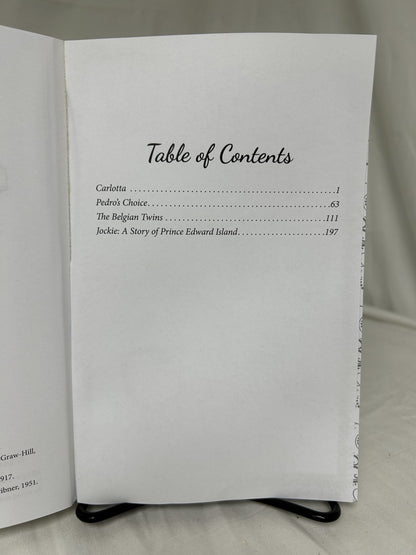 Graw-Hill,
917.
ibner, 1951.
Table of Contents
Carlotta . . . . . . . . . . . . . . . . . . . . . . . . . . . . . . . . . . . . . . . . . . . . . .1
Pedro's Choice. . . . . . . . . . . . . . . . . . . . . . . . . . . . . . . . . . . . . . . . .63
The Belgian Twins . . . . . . . . . . . . . . . . . . . . . . . . . . . . . . . . . . . .111
Jockie: A Story of Prince Edward Island. . . . . . . . . . . . . . . . . . . .197